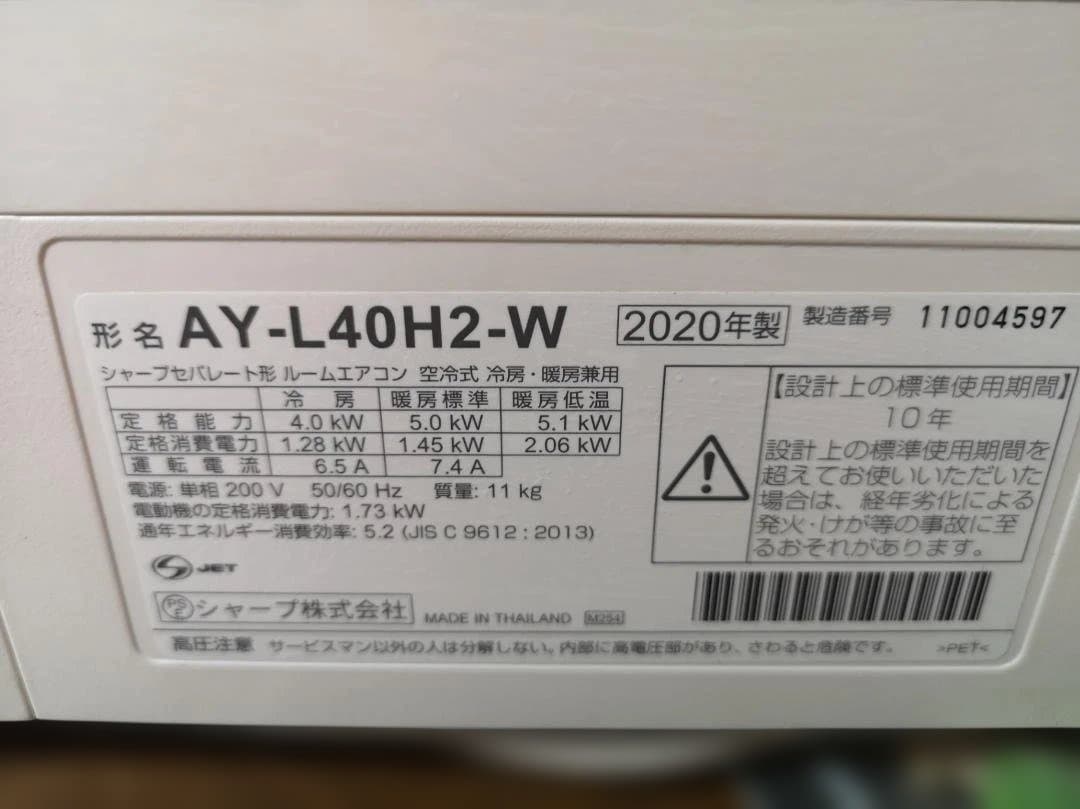 形名 AY-L40H2-W 2020年製 製造番号 11004597
シャープセパレート形 ルームエアコン 空冷式 冷房・暖房兼用
冷房 暖房標準 暖房低温
定格能力 4.0 kW 5.0 kW 5.1 kW
定格消費電力 1.28 kW 1.45 kW 2.06 kW
運転電流 6.5 A 7.4 A
電源: 単相 200 V 50/60 Hz 質量: 11 kg
電動機の定格消費電力: 1.73 kW
通年エネルギー消費効率: 5.2 (JIS C 9612 : 2013)
【設計上の標準使用期間】
10年
設計上の標準使用期間を
超えてお使いいただいた
場合は、経年劣化による
発火・けが等の事故に至
るおそれがあります。
S JET
PSE シャープ株式会社 MADE IN THAILAND M254
高圧注意 サービスマン以外の人は分解しない。内部に高電圧部があり、さわると危険です。 >PET<